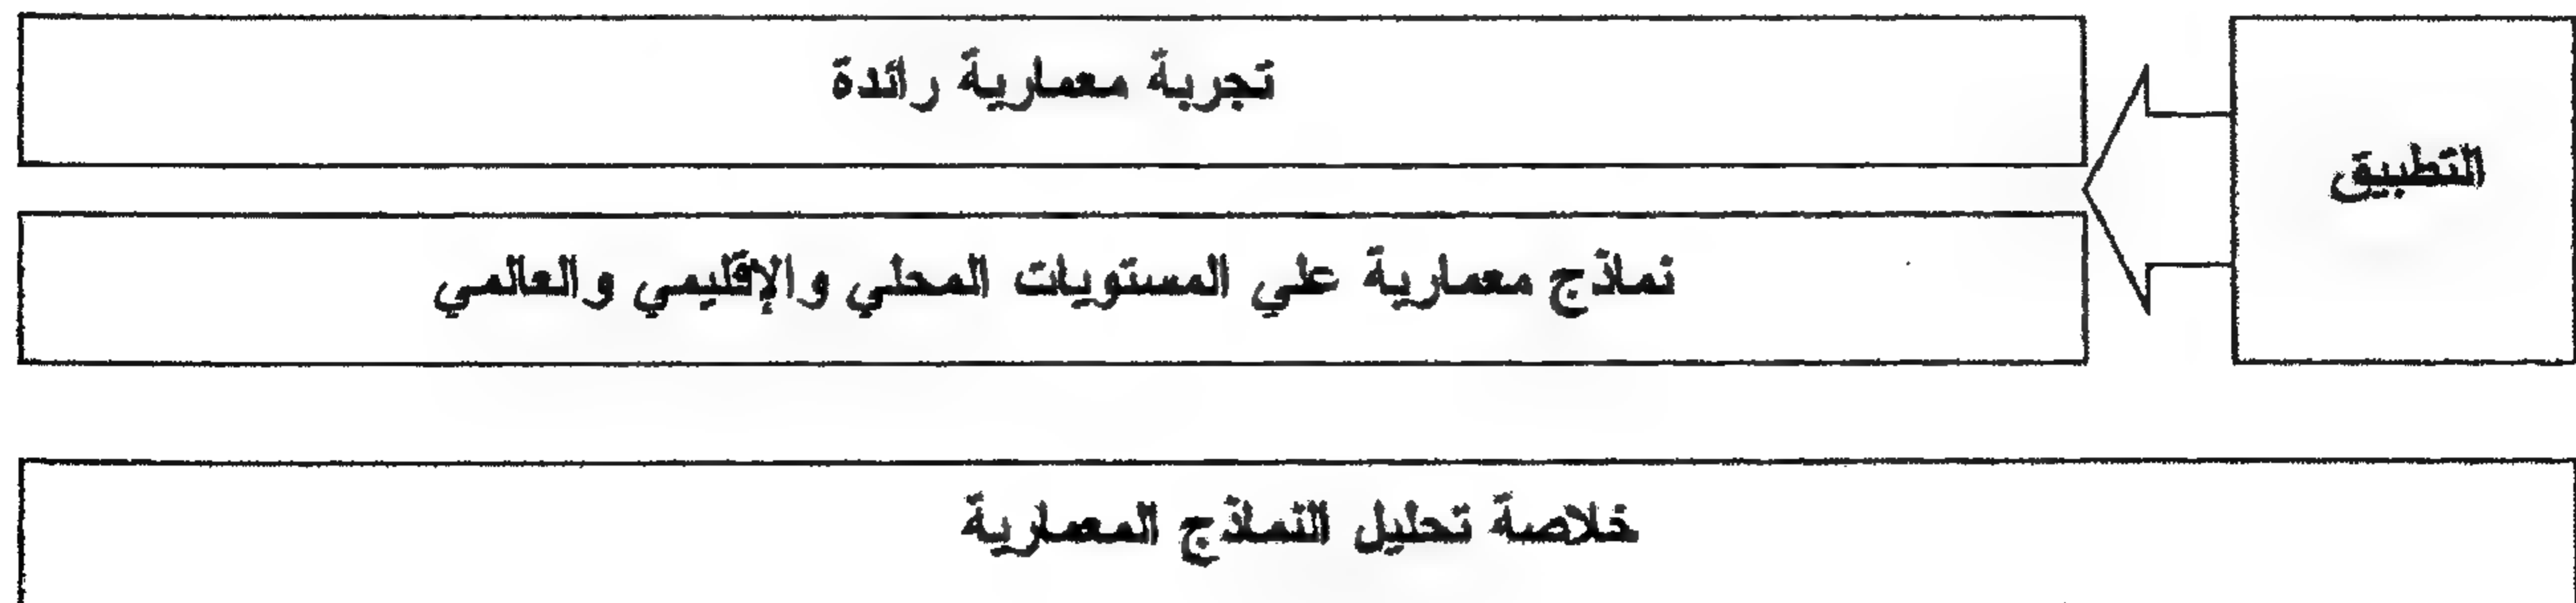 تجربة معمارية رائدة
التطبيق
نماذج معمارية علي المستويات المحلي والإقليمي والعالمي
خلاصة تحليل النماذج المعمارية